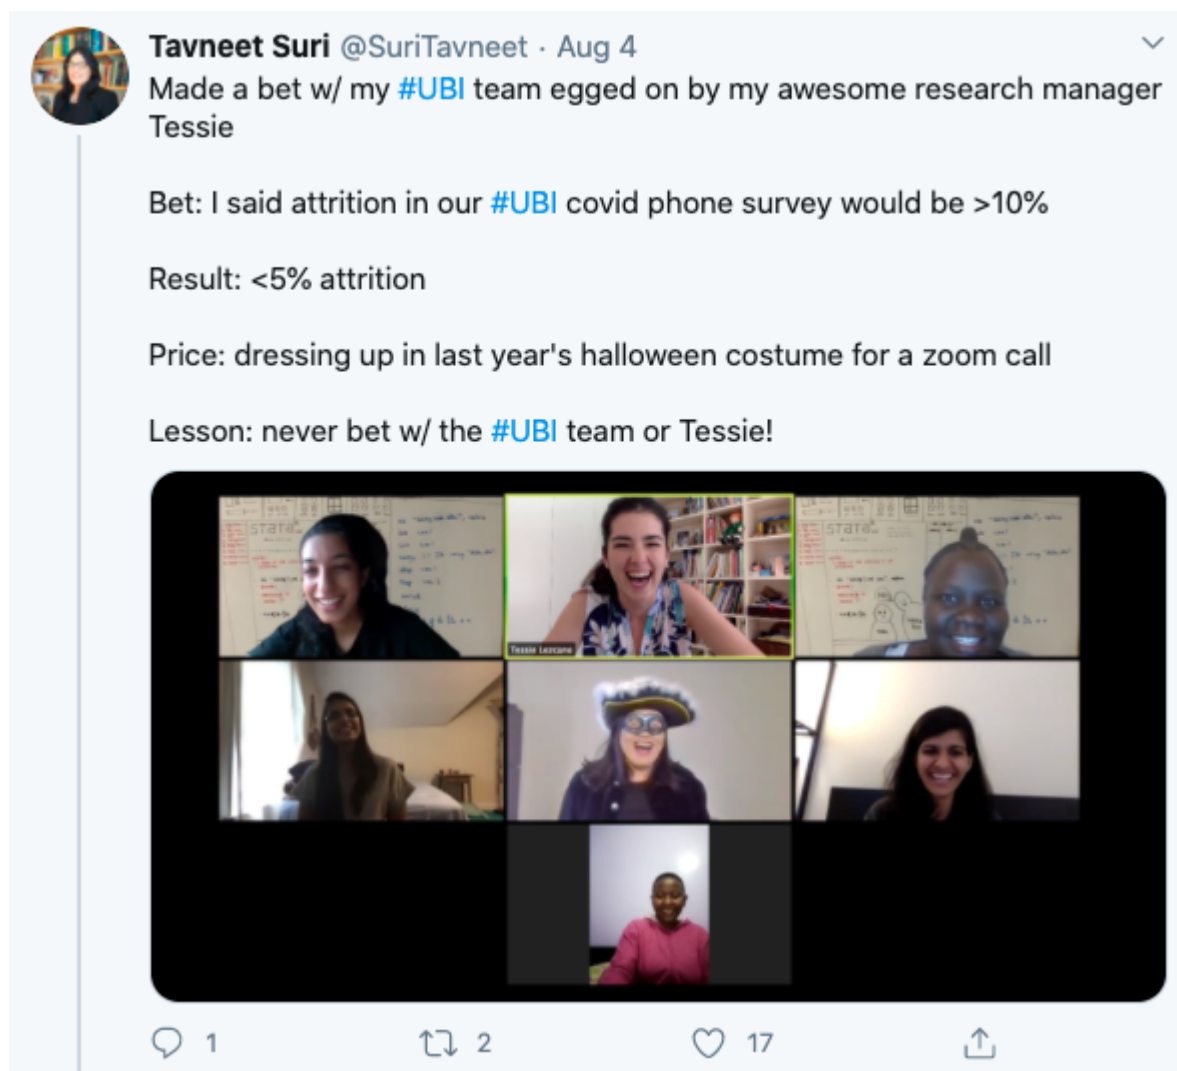 Tavneet Suri @SuriTavneet · Aug 4
Made a bet w/ my #UBI team egged on by my awesome research manager
Tessie
Bet: I said attrition in our #UBI covid phone survey would be >10%
Result: <5% attrition
Price: dressing up in last year's halloween costume for a zoom call
Lesson: never bet w/ the #UBI team or Tessie!
STATA
STATA
Tessie Lezcano
1 2 17